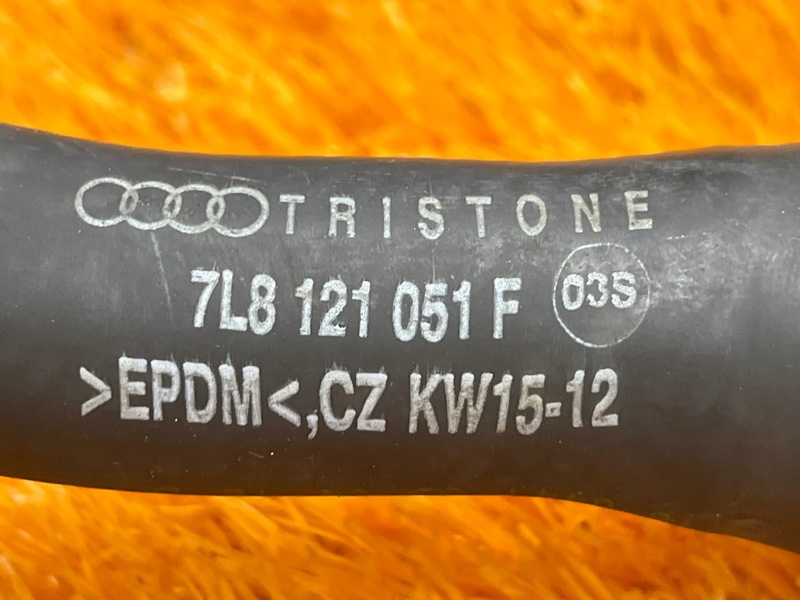 TRISTONE
7L8 121 051 F 03S
>EPDM<,CZ KW15-12